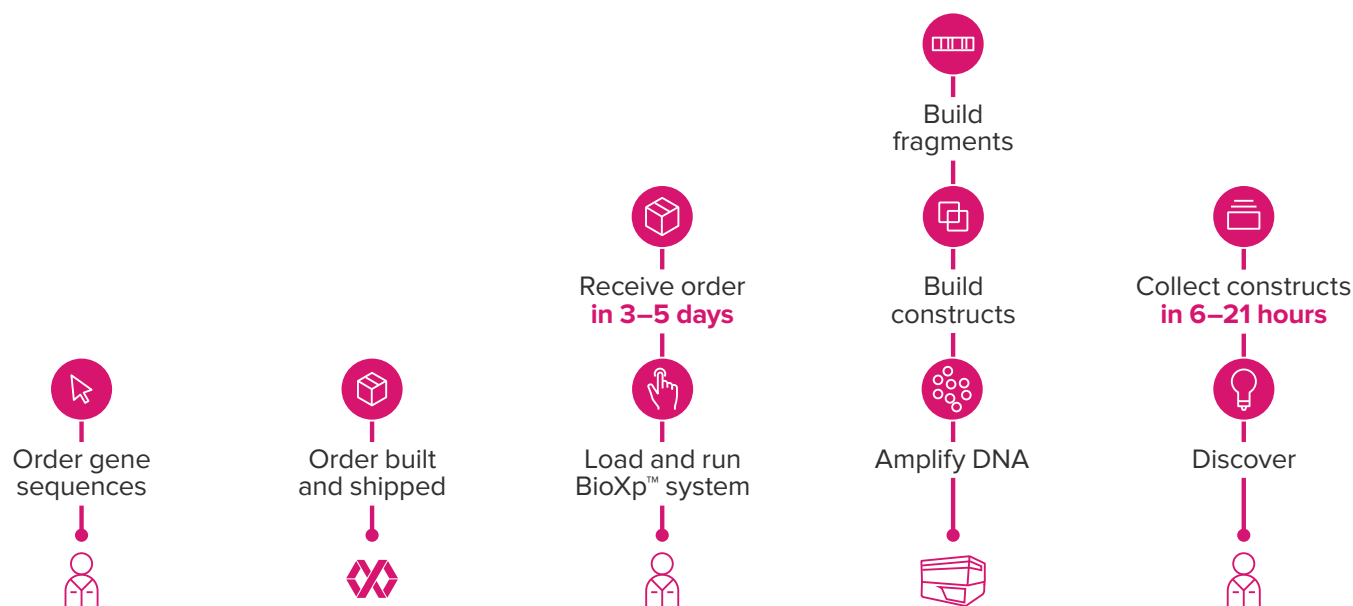 Order gene
sequences
Order built
and shipped
Receive order
in 3–5 days
Load and run
BioXp™ system
Build
fragments
Build
constructs
Amplify DNA
Collect constructs
in 6–21 hours
Discover